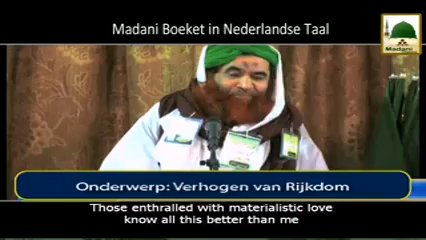 Madani Boeket in Nederlandse Taal
Madani
Onderwerp: Verhogen van Rijkdom
Those enthralled with materialistic love
know all this better than me